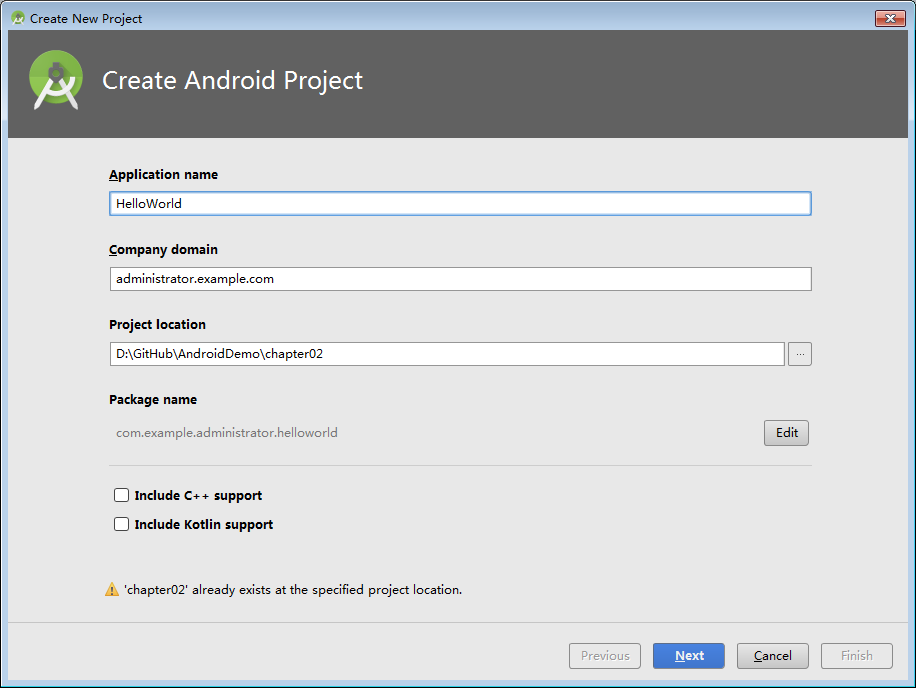 Create New Project
Create Android Project
Application name
HelloWorld
Company domain
administrator.example.com
Project location
D:\GitHub\AndroidDemo\chapter02
...
Package name
com.example.administrator.helloworld
Edit
Include C++ support
Include Kotlin support
'chapter02' already exists at the specified project location.
Previous Next Cancel Finish